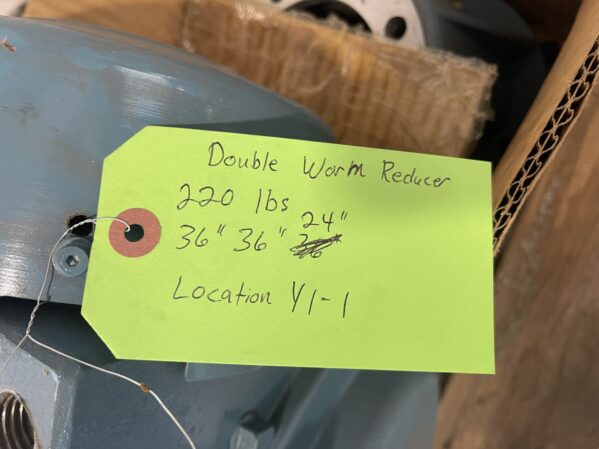 Double Worm Reducer
220 lbs
36" 36" 24"
Location Y1-1